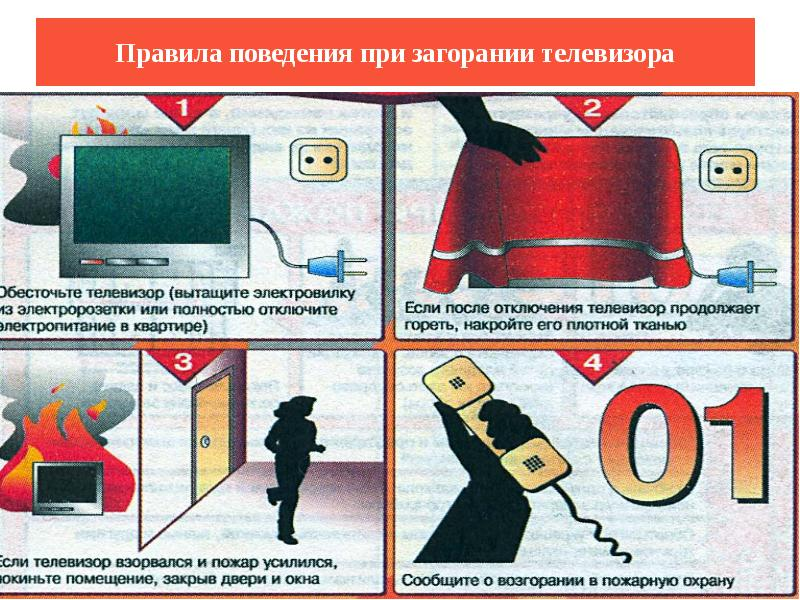 Правила поведения при загорании телевизора
1
Обесточьте телевизор (вытащите электровилку
из электророзетки или полностью отключите
электропитание в квартире)
2
Если после отключения телевизор продолжает
гореть, накройте его плотной тканью
3
Если телевизор взорвался и пожар усилился,
покиньте помещение, закрыв двери и окна
4
01
Сообщите о возгорании в пожарную охрану